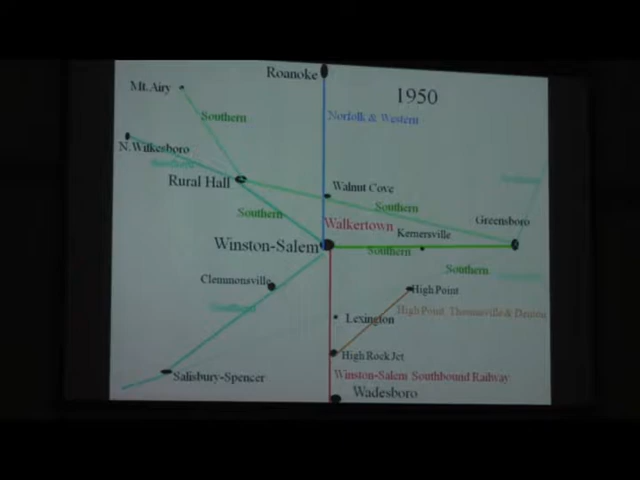 Roanoke
1950
Mt. Airy
Southern
Norfolk & Western
N. Wilkesboro
Southern
Rural Hall
Walnut Cove
Southern
Southern
Walkertown
Greensboro
Kernersville
Winston-Salem
Southern
Southern
Clemmonsville
High Point
Southern
High Point, Thomasville & Denton
Lexington
High Rock Jct
Salisbury-Spencer
Winston-Salem Southbound Railway
Wadesboro